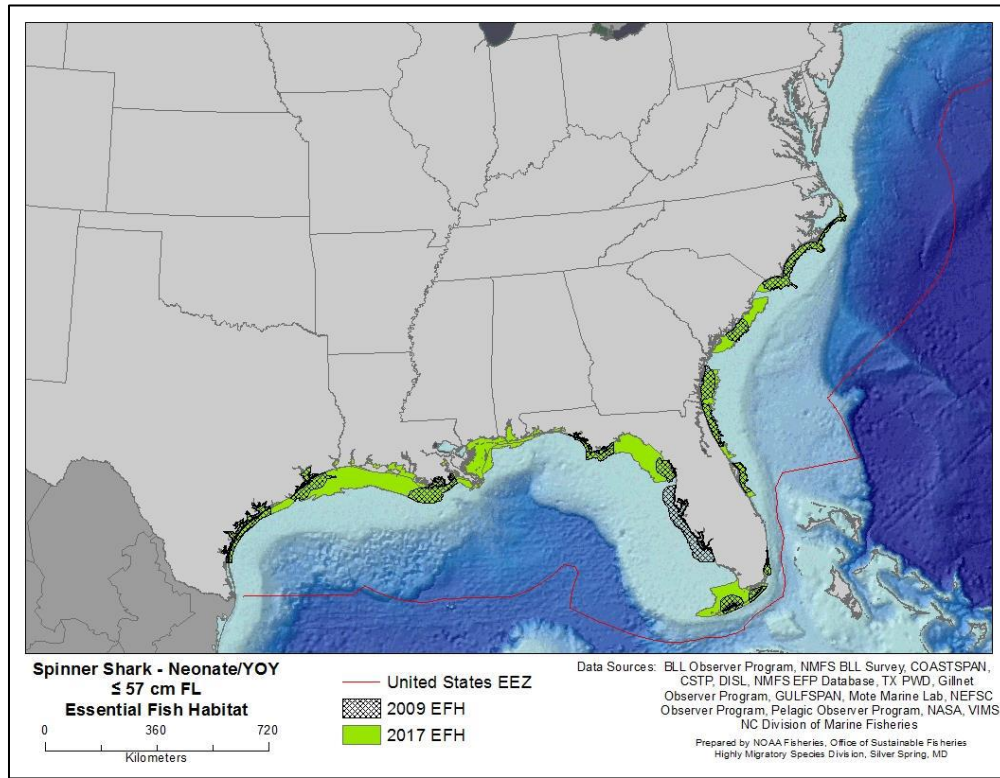 Spinner Shark - Neonate/YOY
≤ 57 cm FL
Essential Fish Habitat
0 360 720
Kilometers
United States EEZ
2009 EFH
2017 EFH
Data Sources: BLL Observer Program, NMFS BLL Survey, COASTSPAN,
CSTP, DISL, NMFS EFP Database, TX PWD, Gillnet
Observer Program, GULFSPAN, Mote Marine Lab, NEFSC
Observer Program, Pelagic Observer Program, NASA, VIMS
NC Division of Marine Fisheries
Prepared by NOAA Fisheries, Office of Sustainable Fisheries
Highly Migratory Species Division, Silver Spring, MD